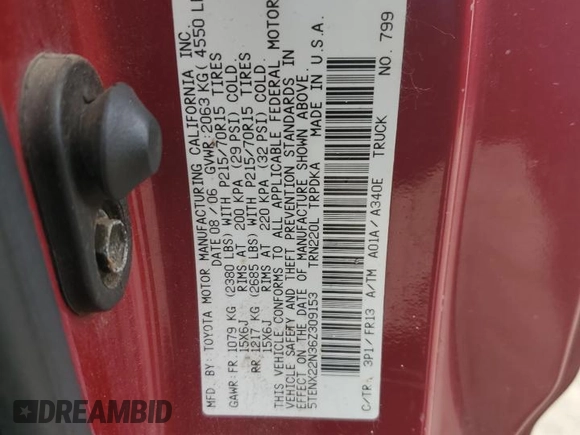 MFD BY: TOYOTA MOTOR MANUFACTURING CALIFORNIA INC.
DATE 08/06 GVWR: 2063 KG( 4550 L
GAWR: FR 1079 KG (2380 LBS) WITH P215/70R15 TIRES
15X6J RIMS AT 200 KPA (29 PSI) COLD.
RR 1217 KG (2685 LBS) WITH P215/70R15 TIRES
15X6J RIMS AT 220 KPA (32 PSI) COLD.
THIS VEHICLE CONFORMS TO ALL APPLICABLE FEDERAL MOTOR
VEHICLE SAFETY AND THEFT PREVENTION STANDARDS IN
EFFECT ON THE DATE OF MANUFACTURE SHOWN ABOVE.
5TENX22N36Z309153 TRN220L TRPDKA MADE IN U.S.A.
TRUCK
C/TR: 3P1/FR13 A/TM A01A/A340E
NO. 799
DREAMBID